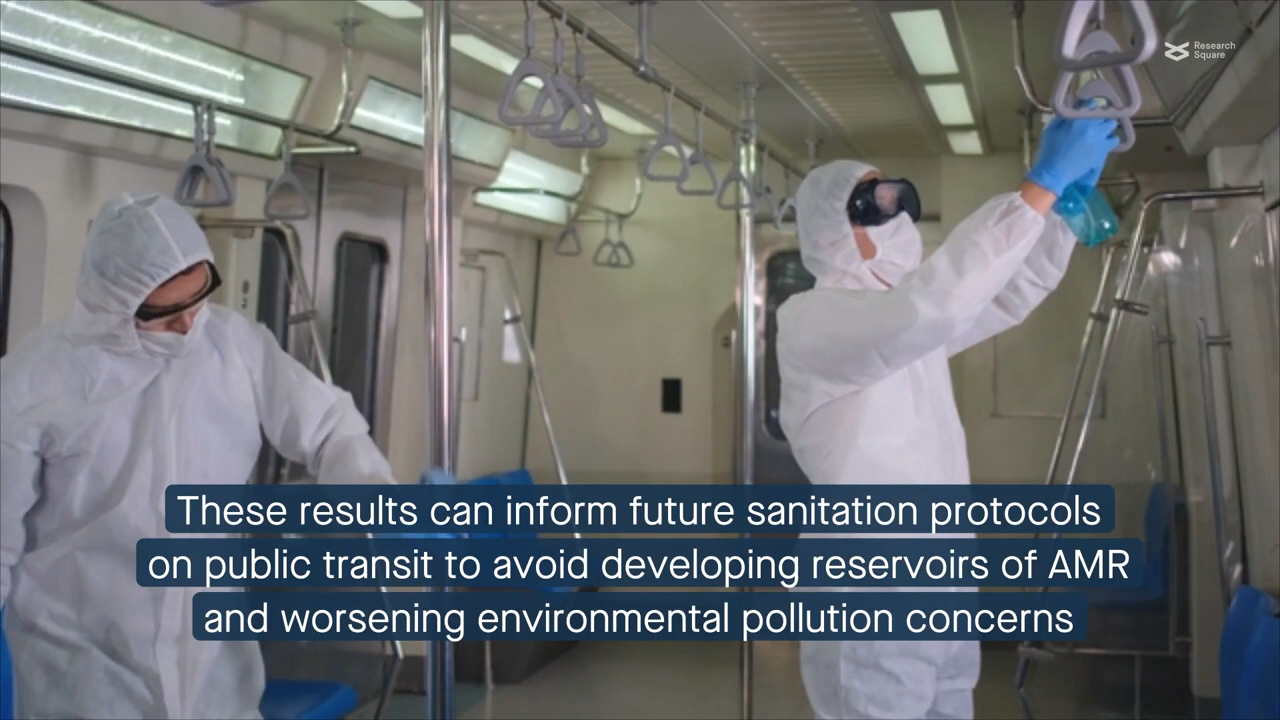 Research
Square
These results can inform future sanitation protocols
on public transit to avoid developing reservoirs of AMR
and worsening environmental pollution concerns